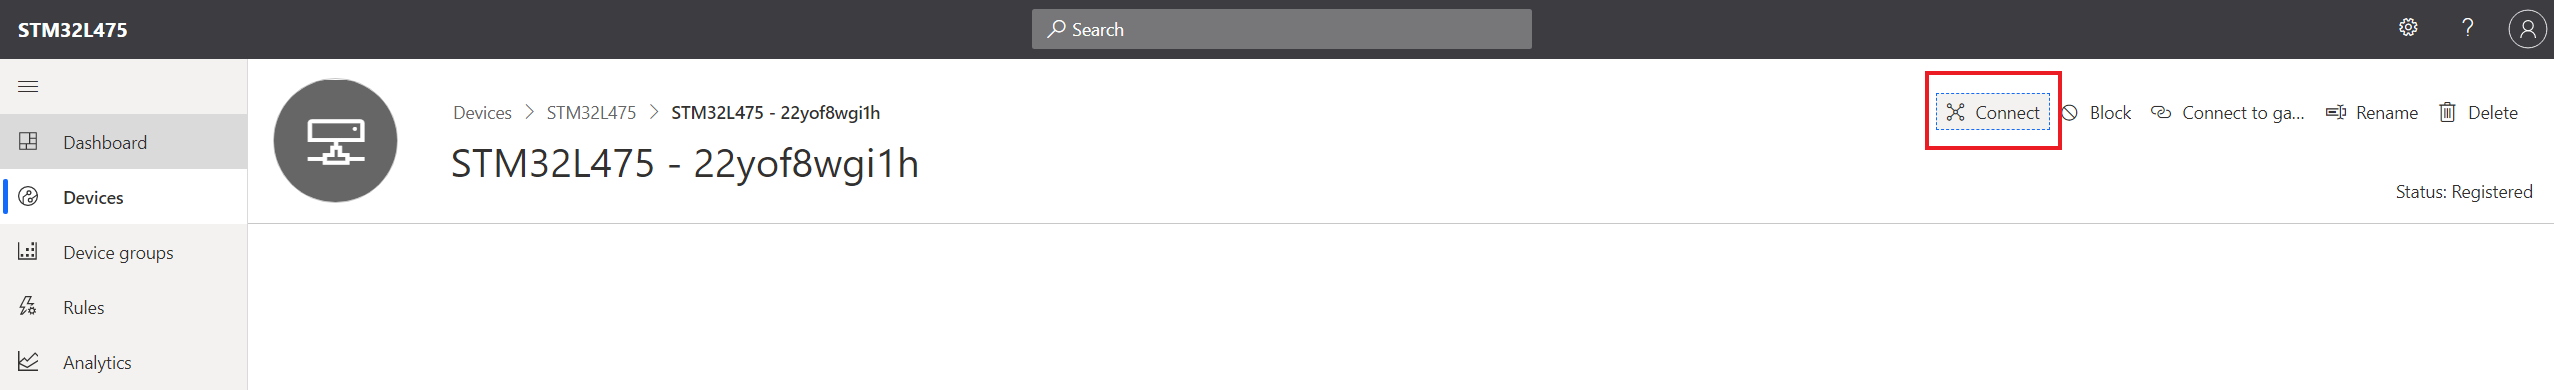 STM32L475
Search
?
Devices > STM32L475 > STM32L475 - 22yof8wgi1h
Connect
Block
Connect to ga...
Rename
Delete
STM32L475 - 22yof8wgi1h
Status: Registered
Dashboard
Devices
Device groups
Rules
Analytics